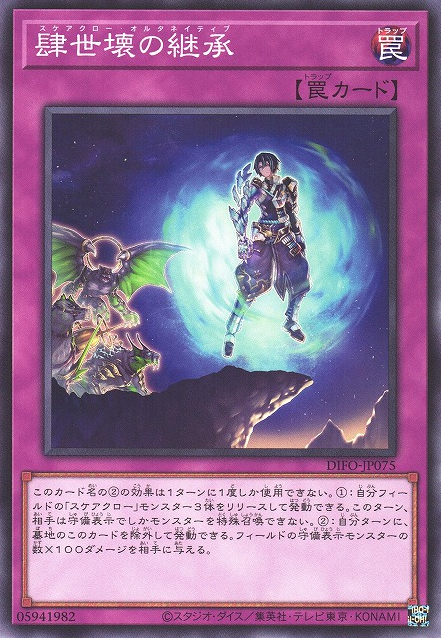 スケアクロー・オルタネイティブ
肆世壊の継承
トラップ
罠
トラップ
【罠カード】
DIFO-JP075
このカード名の②の効果は1ターンに1度しか使用できない。①：自分フィー
ルドの「スケアクロー」モンスター3体をリリースして発動できる。このターン、
相手は守備表示でしかモンスターを特殊召喚できない。②：自分ターンに、
墓地のこのカードを除外して発動できる。フィールドの守備表示モンスターの
数×100ダメージを相手に与える。
05941982
©スタジオ・ダイス/集英社・テレビ東京・KONAMI